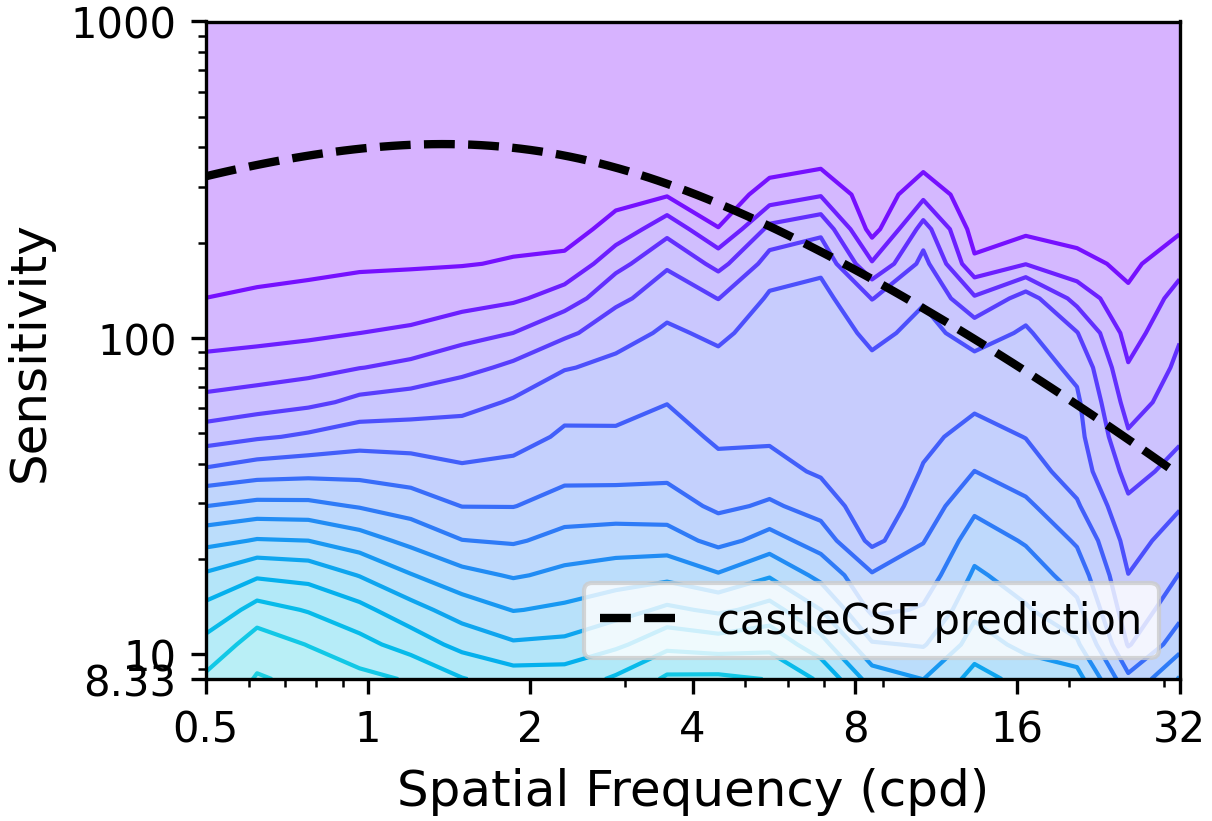 1000
100
10
8.33
Sensitivity
castleCSF prediction
0.5 1 2 4 8 16 32
Spatial Frequency (cpd)